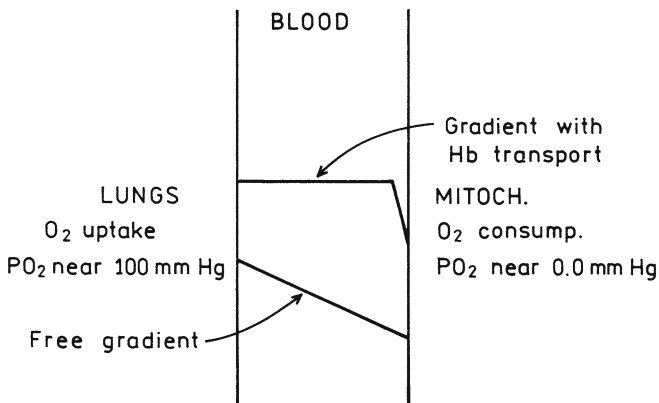 BLOOD
Gradient with
Hb transport
LUNGS
O₂ uptake
PO₂ near 100 mm Hg
MITOCH.
O₂ consump.
PO₂ near 0.0 mm Hg
Free gradient